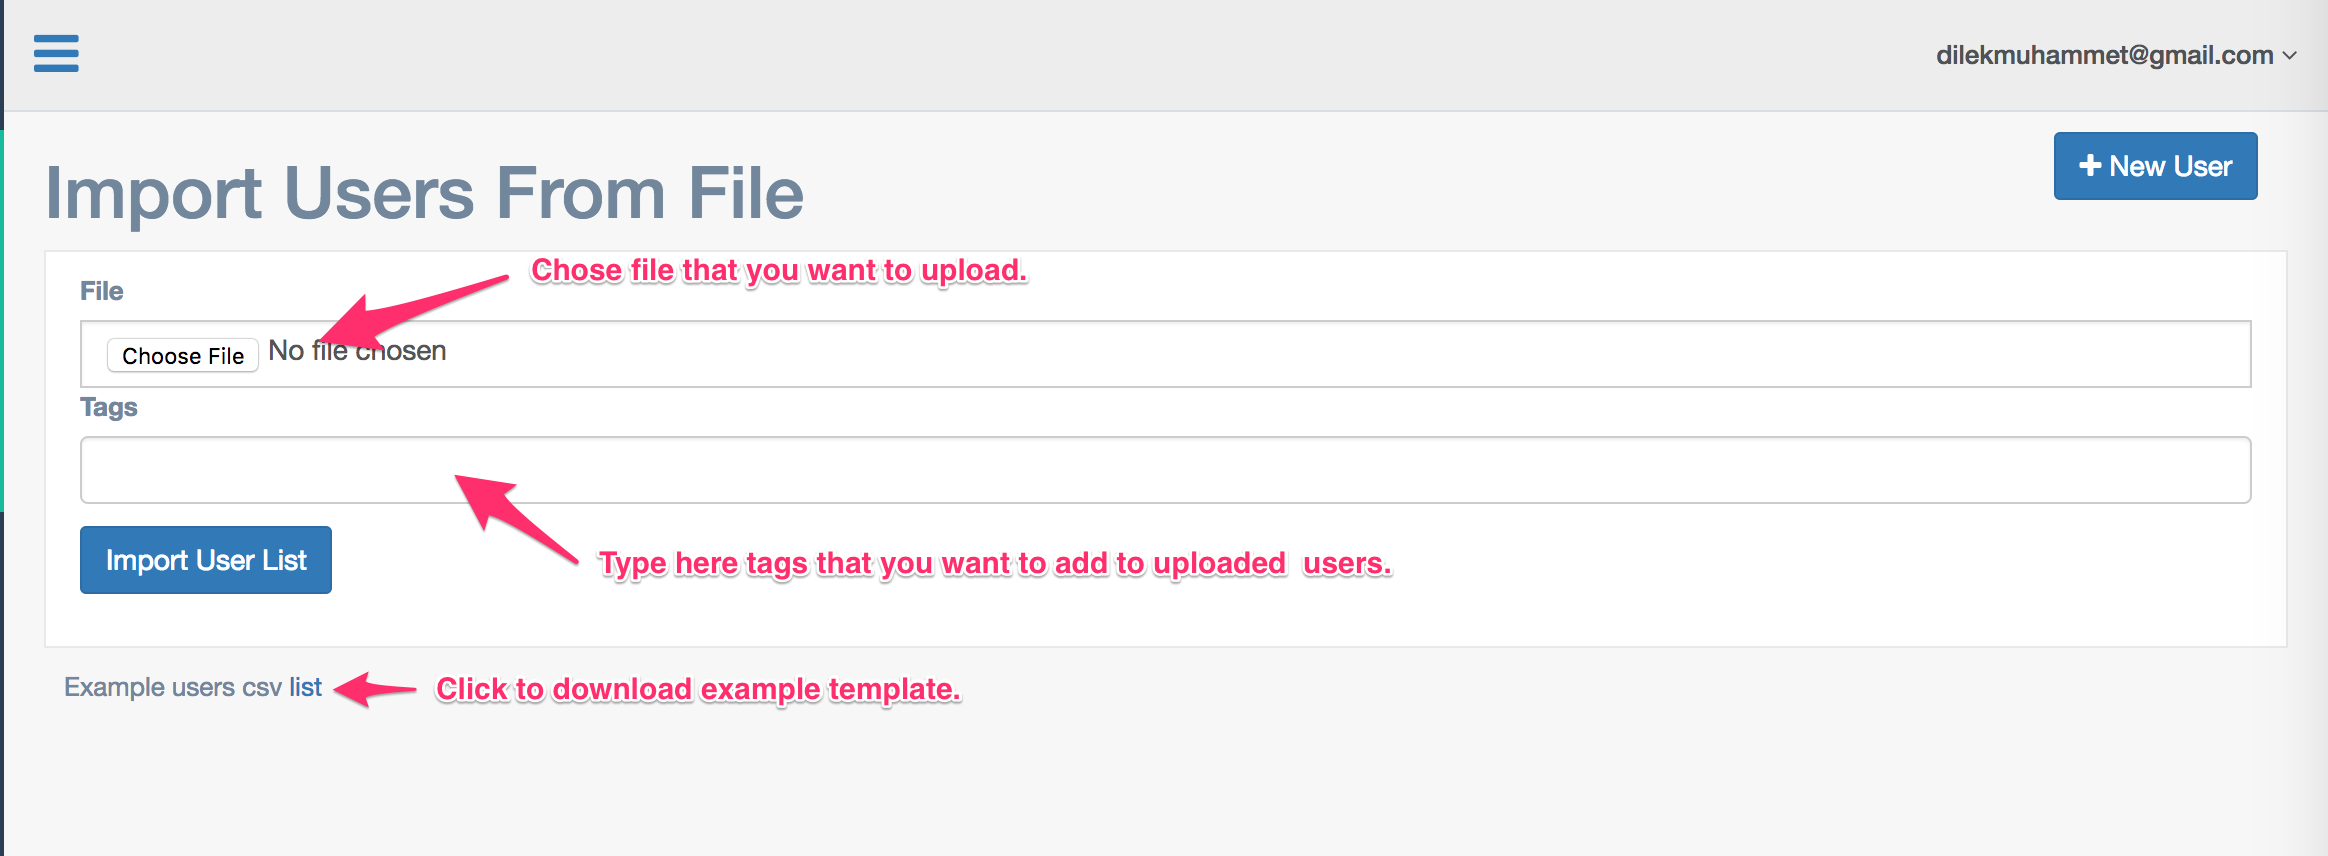 dilekmuhammet@gmail.com
Import Users From File
New User
Chose file that you want to upload.
File
Choose File No file chosen
Tags
Import User List
Type here tags that you want to add to uploaded  users.
Example users csv list
Click to download example template.